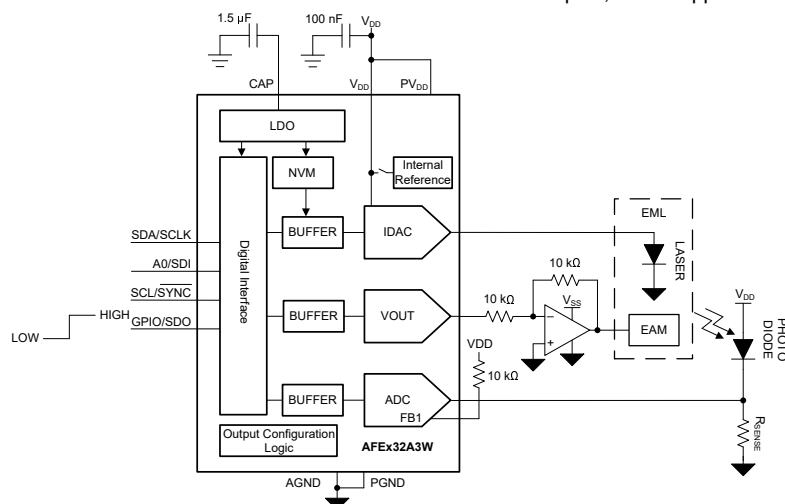 1.5 µF
100 nF
VDD
CAP
VDD
PVDD
LDO
NVM
Internal
Reference
BUFFER
IDAC
EML
LASER
SDA/SCLK
A0/SDI
SCL/SYNC
GPIO/SDO
LOW
HIGH
Digital Interface
BUFFER
VOUT
10 kΩ
10 kΩ
VSS
EAM
VDD
PHOTO
DIODE
VDD
10 kΩ
BUFFER
ADC
FB1
RSENSE
Output Configuration
Logic
AFEx32A3W
AGND
PGND